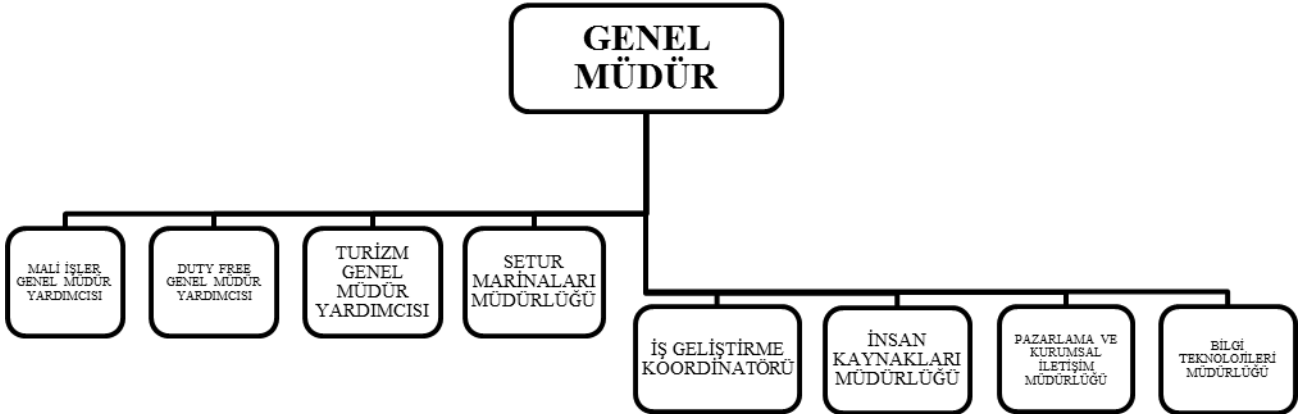 GENEL
MÜDÜR
MALİ İŞLER
GENEL MÜDÜR
YARDIMCISI
DUTY FREE
GENEL MÜDÜR
YARDIMCISI
TURİZM
GENEL
MÜDÜR
YARDIMCISI
SETUR
MARİNALARI
MÜDÜRLÜĞÜ
İŞ GELİŞTİRME
KOORDİNATÖRÜ
İNSAN
KAYNAKLARI
MÜDÜRLÜĞÜ
PAZARLAMA VE
KURUMSAL
İLETİŞİM
MÜDÜRLÜĞÜ
BİLGİ
TEKNOLOJİLERİ
MÜDÜRLÜĞÜ